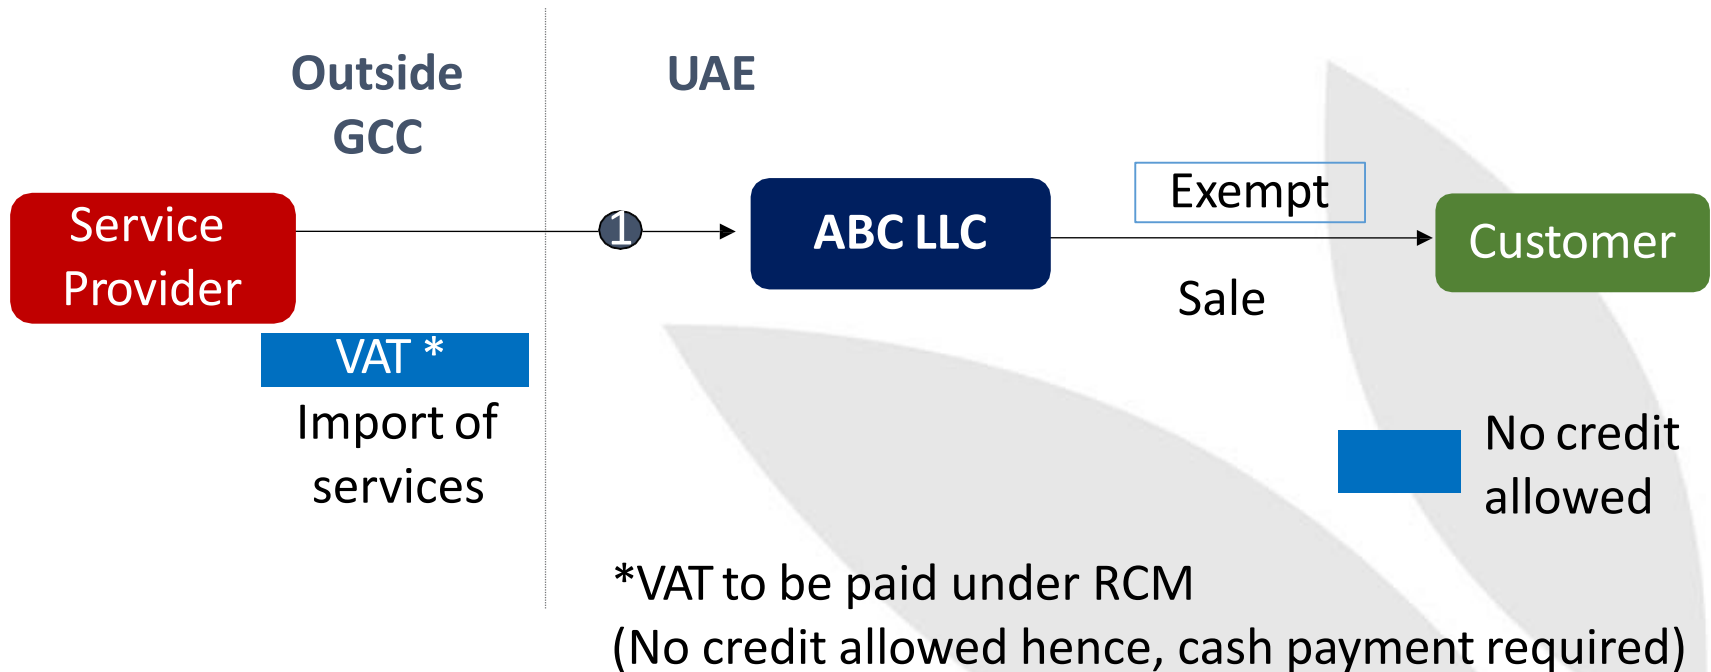 Outside
GCC
UAE
Service
Provider
1
ABC LLC
Exempt
Sale
Customer
VAT *
Import of
services
No credit
allowed
*VAT to be paid under RCM
(No credit allowed hence, cash payment required)